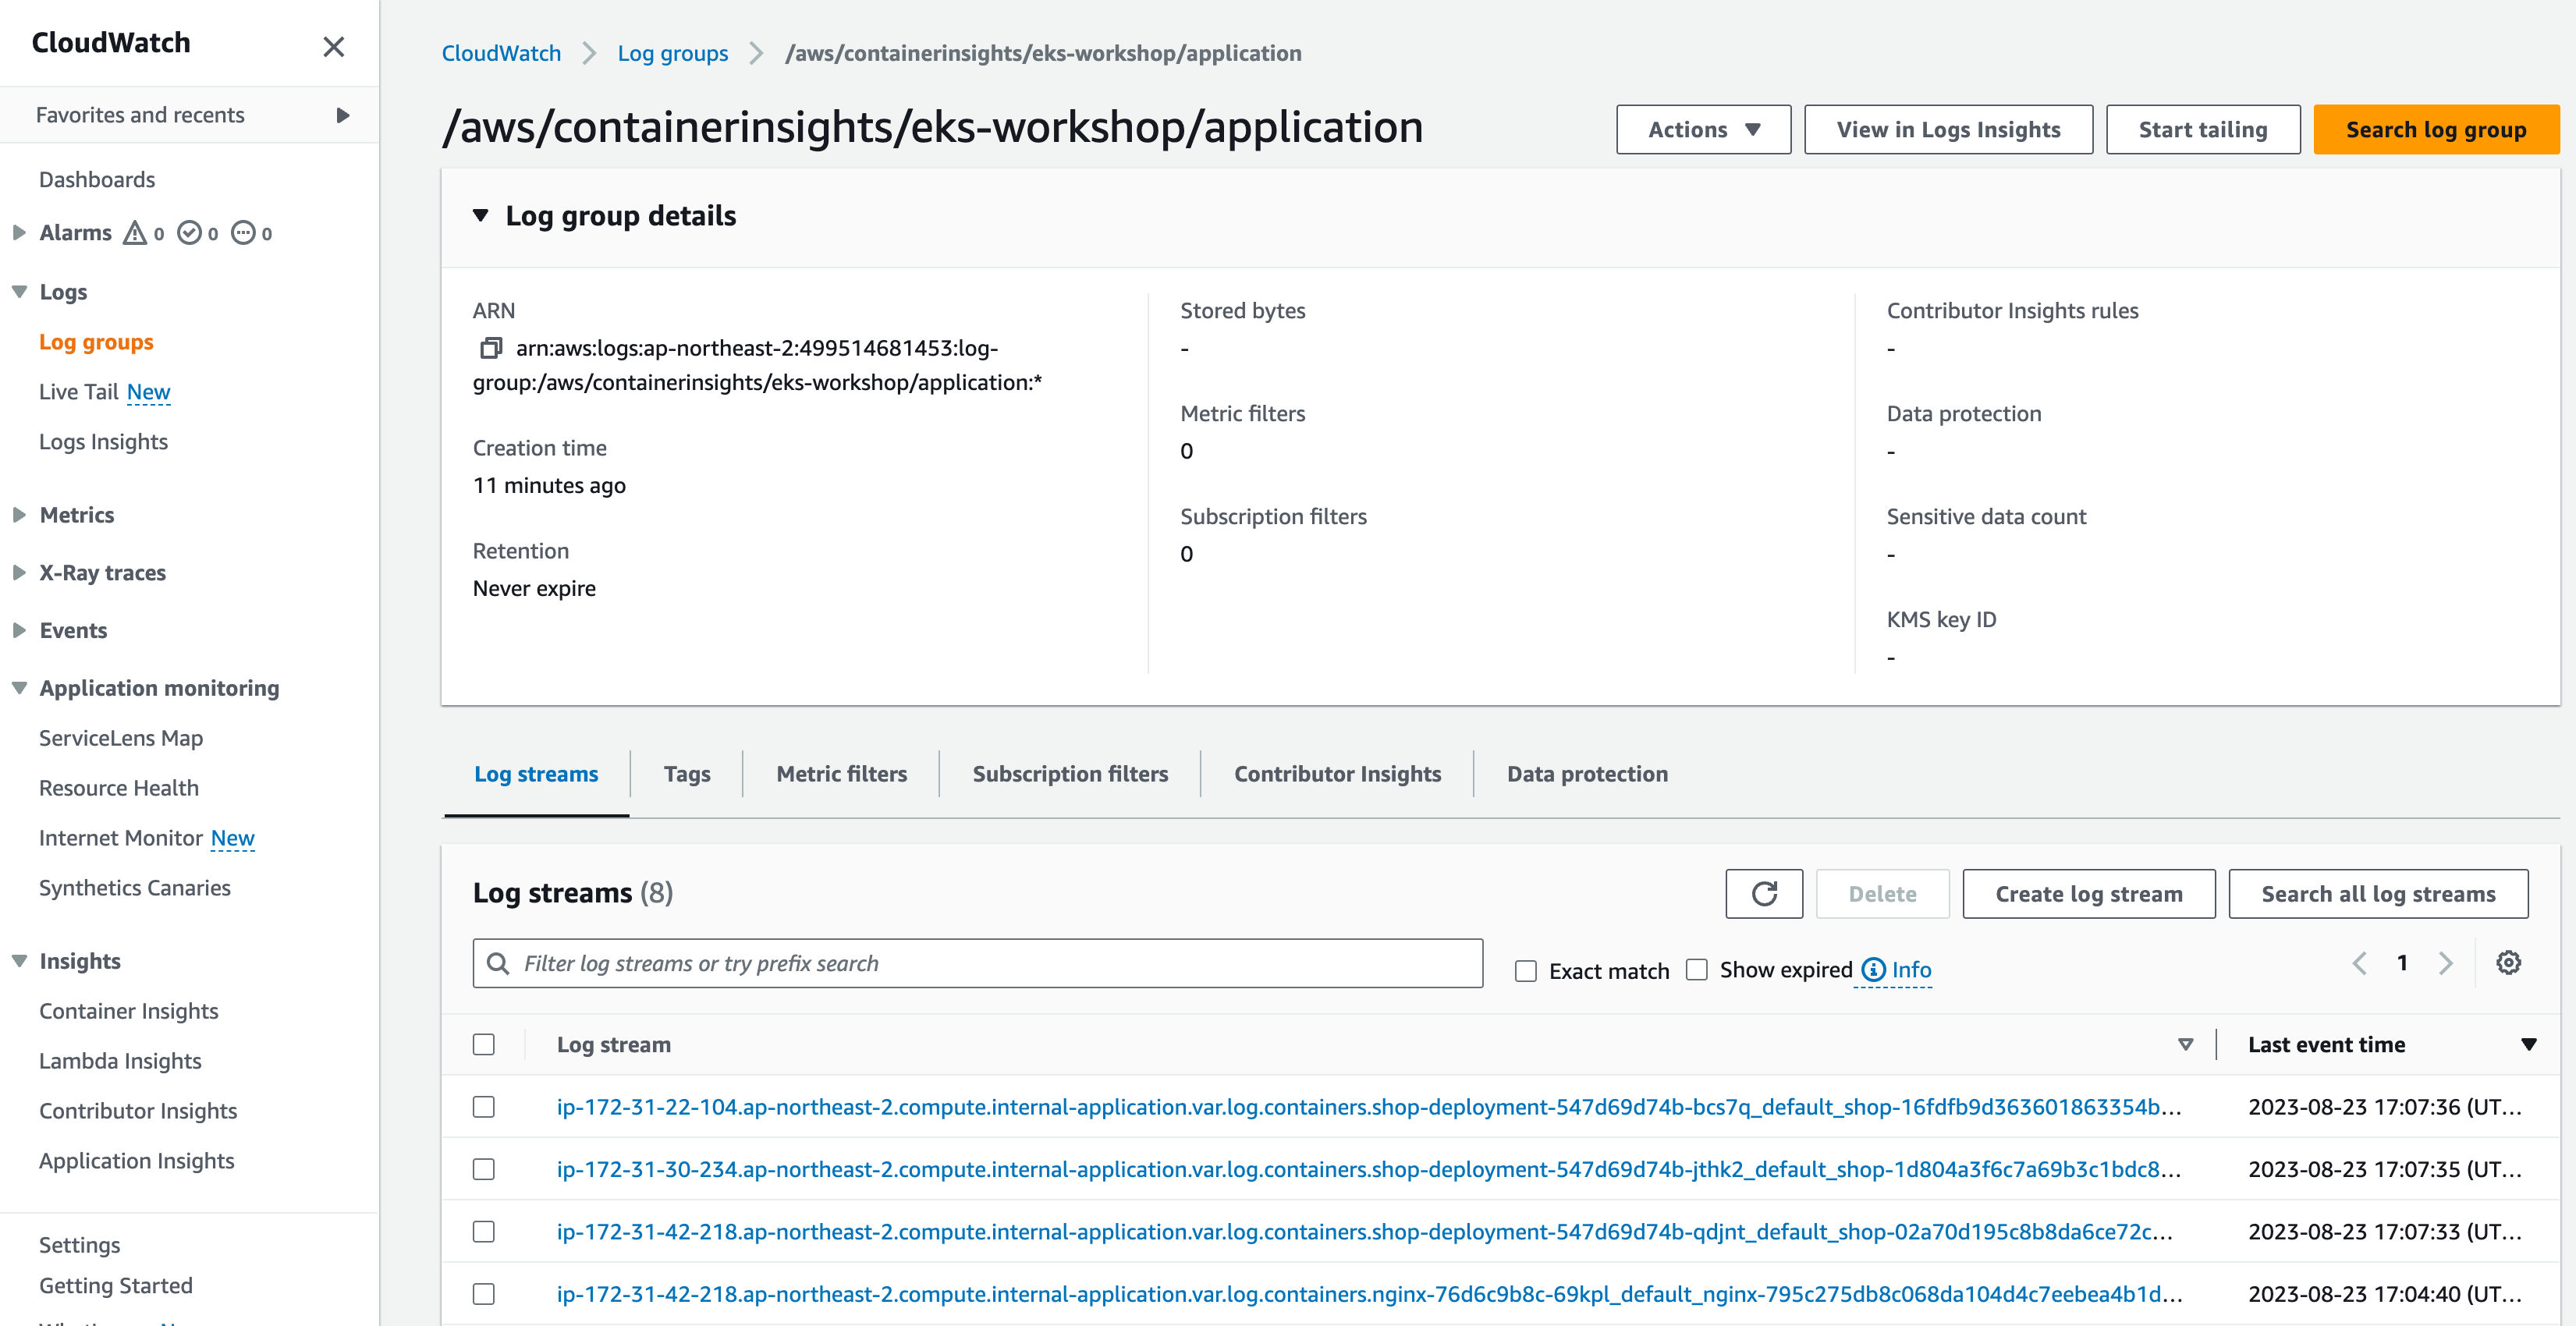 CloudWatch
Favorites and recents
Dashboards
Alarms 0 0 0
Logs
Log groups
Live Tail New
Logs Insights
Metrics
X-Ray traces
Events
Application monitoring
ServiceLens Map
Resource Health
Internet Monitor New
Synthetics Canaries
Insights
Container Insights
Lambda Insights
Contributor Insights
Application Insights
Settings
Getting Started
CloudWatch Log groups /aws/containerinsights/eks-workshop/application
/aws/containerinsights/eks-workshop/application
Actions View in Logs Insights Start tailing Search log group
Log group details
ARN
arn:aws:logs:ap-northeast-2:499514681453:log-
group:/aws/containerinsights/eks-workshop/application:*
Creation time
11 minutes ago
Retention
Never expire
Stored bytes
-
Metric filters
0
Subscription filters
0
Contributor Insights rules
-
Data protection
-
Sensitive data count
-
KMS key ID
-
Log streams Tags Metric filters Subscription filters Contributor Insights Data protection
Log streams (8)
Delete Create log stream Search all log streams
Filter log streams or try prefix search
Exact match Show expired Info
1
Log stream Last event time
ip-172-31-22-104.ap-northeast-2.compute.internal-application.var.log.containers.shop-deployment-547d69d74b-bcs7q_default_shop-16fdfb9d363601863354b... 2023-08-23 17:07:36 (UT...
ip-172-31-30-234.ap-northeast-2.compute.internal-application.var.log.containers.shop-deployment-547d69d74b-jthk2_default_shop-1d804a3f6c7a69b3c1bdc8... 2023-08-23 17:07:35 (UT...
ip-172-31-42-218.ap-northeast-2.compute.internal-application.var.log.containers.shop-deployment-547d69d74b-qdjnt_default_shop-02a70d195c8b8da6ce72c... 2023-08-23 17:07:33 (UT...
ip-172-31-42-218.ap-northeast-2.compute.internal-application.var.log.containers.nginx-76d6c9b8c-69kpl_default_nginx-795c275db8c068da104d4c7eebea4b1d... 2023-08-23 17:04:40 (UT...